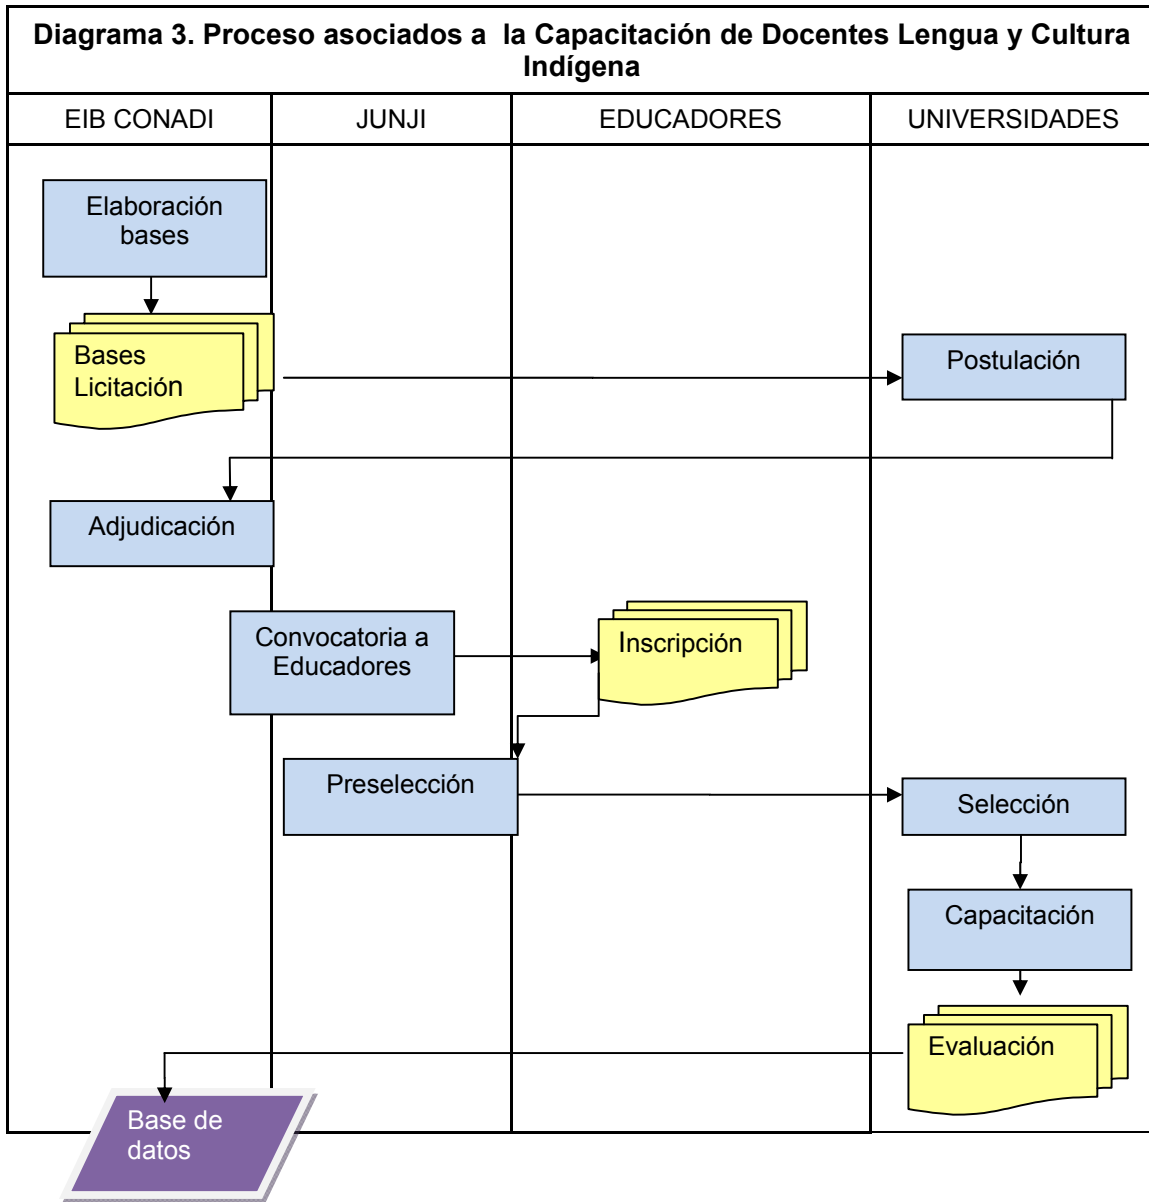 Diagrama 3. Proceso asociados a la Capacitación de Docentes Lengua y Cultura
Indígena
EIB CONADI
JUNJI
EDUCADORES
UNIVERSIDADES
Elaboración
bases
Bases
Licitación
Postulación
Adjudicación
Convocatoria a
Educadores
Inscripción
Preselección
Selección
Capacitación
Evaluación
Base de
datos